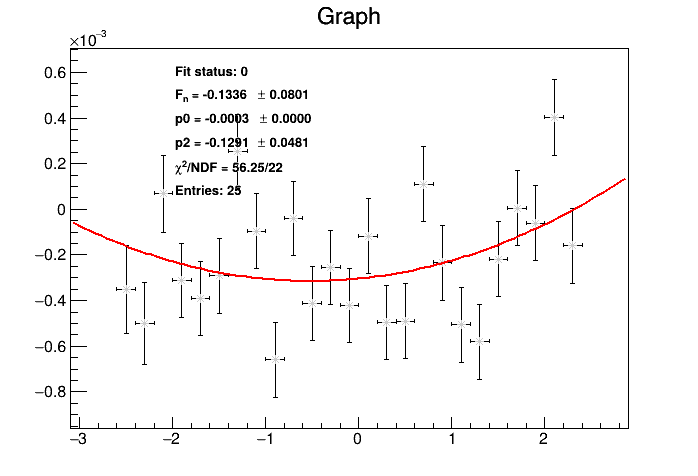 Graph
×10⁻³
Fit status: 0
Fₙ = -0.1336 ± 0.0801
p0 = -0.0003 ± 0.0000
p2 = -0.1291 ± 0.0481
χ²/NDF = 56.25/22
Entries: 25
0.6
0.4
0.2
0
−0.2
−0.4
−0.6
−0.8
−3 −2 −1 0 1 2